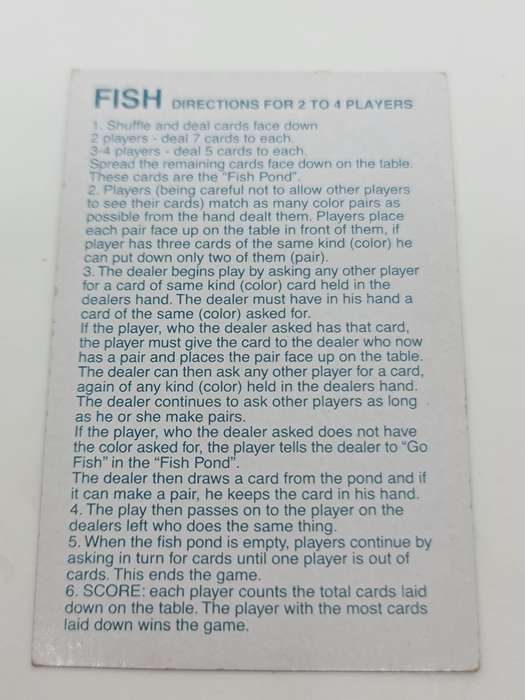 FISH DIRECTIONS FOR 2 TO 4 PLAYERS
1. Shuffle and deal cards face down
2 players - deal 7 cards to each.
3-4 players - deal 5 cards to each.
Spread the remaining cards face down on the table.
These cards are the "Fish Pond".
2. Players (being careful not to allow other players
to see their cards) match as many color pairs as
possible from the hand dealt them. Players place
each pair face up on the table in front of them, if
player has three cards of the same kind (color) he
can put down only two of them (pair).
3. The dealer begins play by asking any other player
for a card of same kind (color) card held in the
dealers hand. The dealer must have in his hand a
card of the same (color) asked for.
If the player, who the dealer asked has that card,
the player must give the card to the dealer who now
has a pair and places the pair face up on the table.
The dealer can then ask any other player for a card,
again of any kind (color) held in the dealers hand.
The dealer continues to ask other players as long
as he or she make pairs.
If the player, who the dealer asked does not have
the color asked for, the player tells the dealer to "Go
Fish" in the "Fish Pond".
The dealer then draws a card from the pond and if
it can make a pair, he keeps the card in his hand.
4. The play then passes on to the player on the
dealers left who does the same thing.
5. When the fish pond is empty, players continue by
asking in turn for cards until one player is out of
cards. This ends the game.
6. SCORE: each player counts the total cards laid
down on the table. The player with the most cards
laid down wins the game.